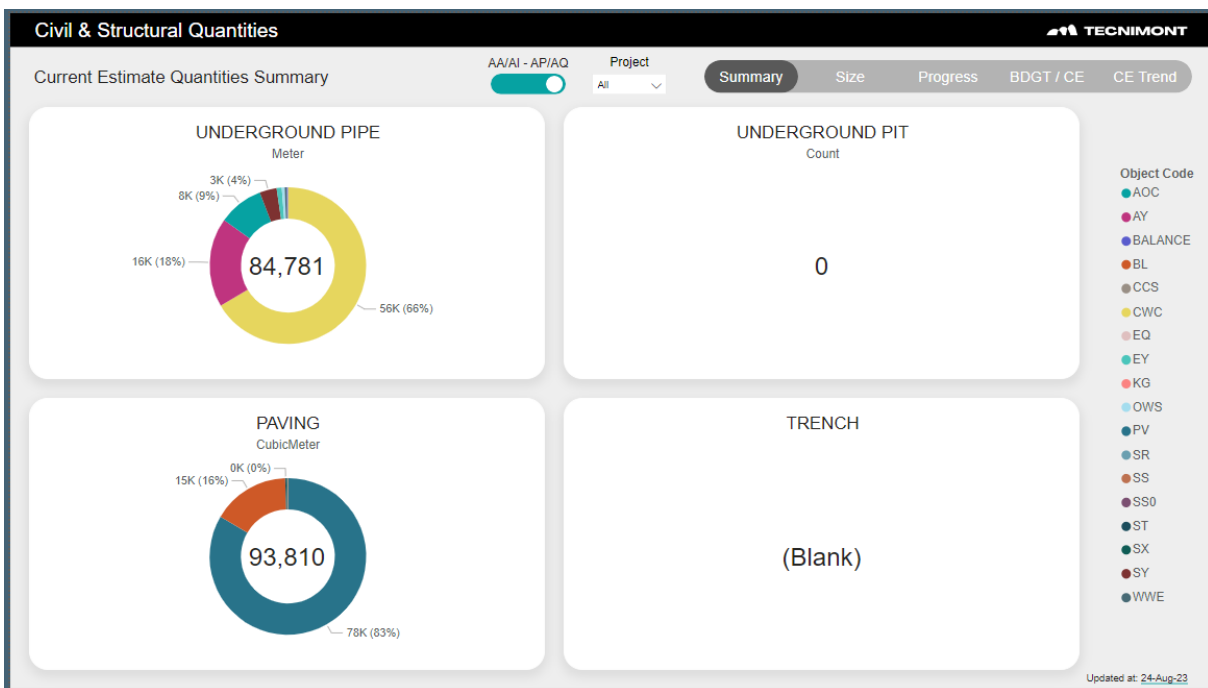 Civil & Structural Quantities
TECNIMONT
Current Estimate Quantities Summary
AA/AI - AP/AQ
Project
All
Summary
Size
Progress
BDGT / CE
CE Trend
UNDERGROUND PIPE
Meter
3K (4%)
8K (9%)
16K (18%)
84,781
56K (66%)
UNDERGROUND PIT
Count
0
PAVING
CubicMeter
0K (0%)
15K (16%)
93,810
78K (83%)
TRENCH
(Blank)
Object Code
AOC
AY
BALANCE
BL
CCS
CWC
EQ
EY
KG
OWS
PV
SR
SS
SS0
ST
SX
SY
WWE
Updated at: 24-Aug-23